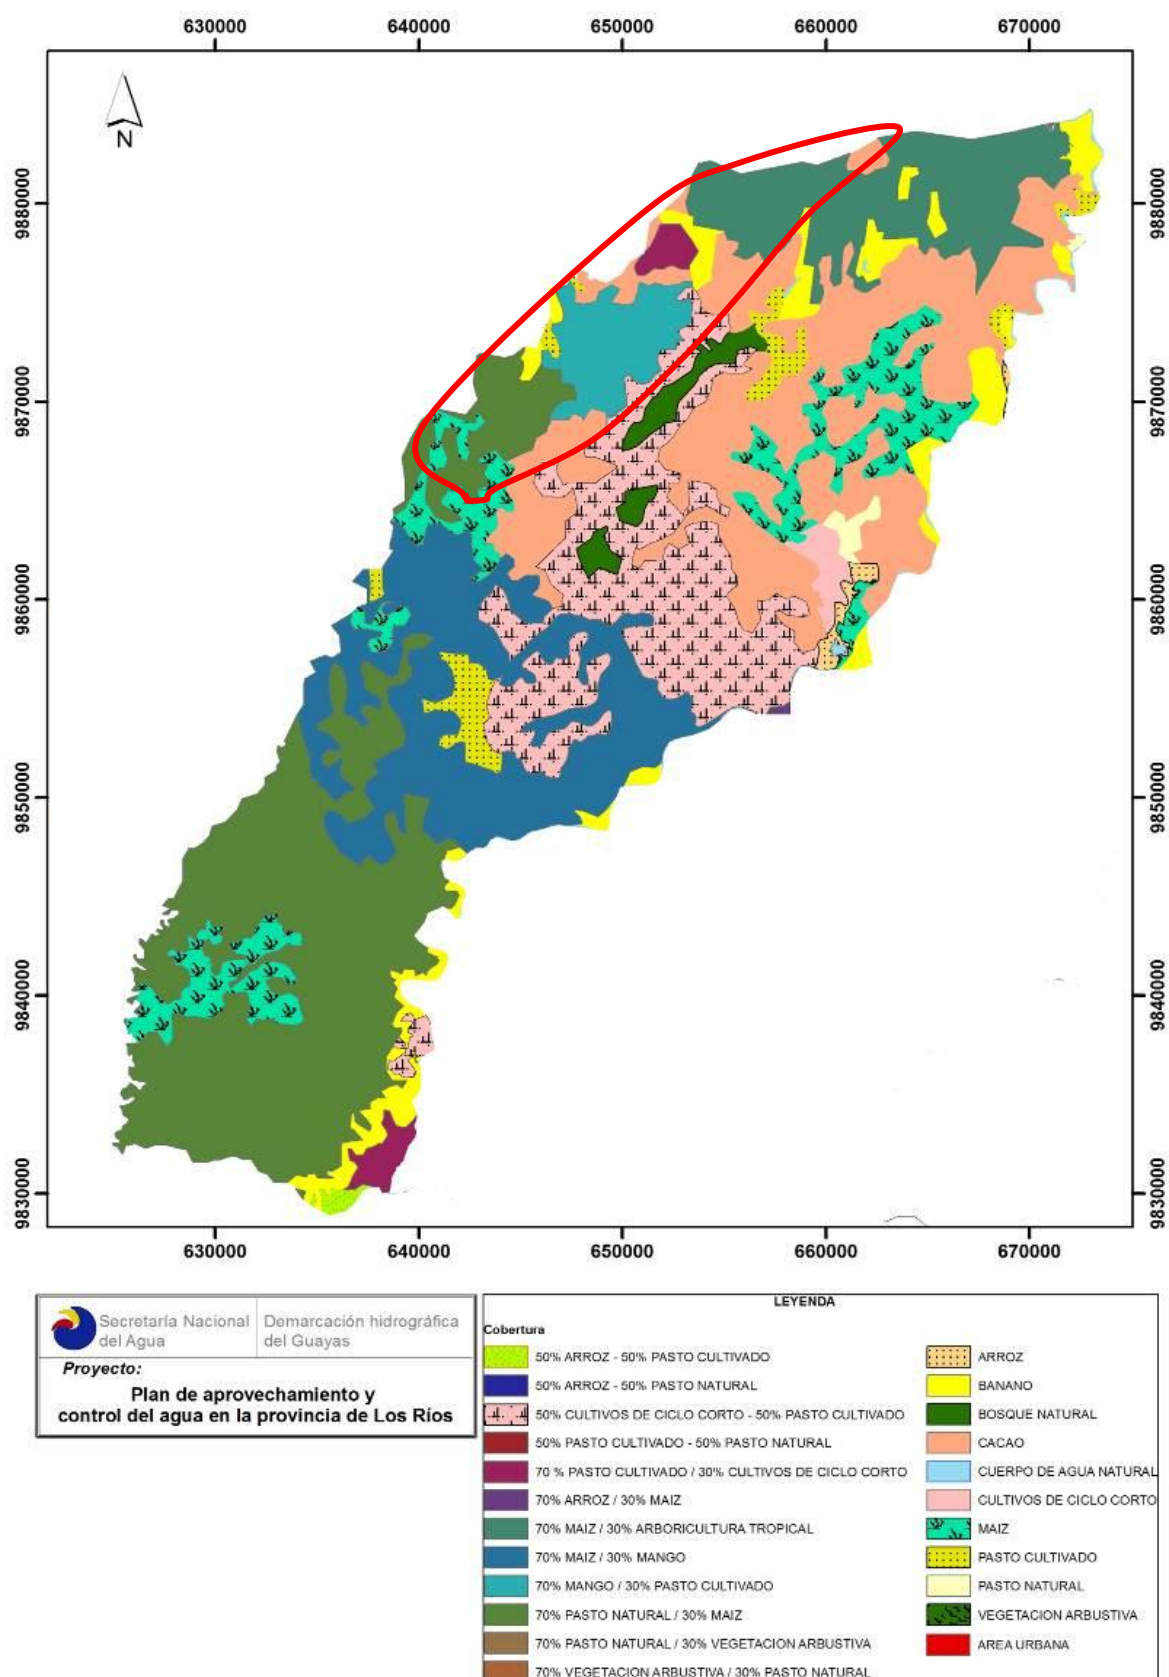 630000 640000 650000 660000 670000
N
9880000 9880000
9870000 9870000
9860000 9860000
9850000 9850000
9840000 9840000
9830000 9830000
630000 640000 650000 660000 670000
Secretaría Nacional
del Agua
Demarcación hidrográfica
del Guayas
Proyecto:
Plan de aprovechamiento y
control del agua en la provincia de Los Ríos
LEYENDA
Cobertura
50% ARROZ - 50% PASTO CULTIVADO
50% ARROZ - 50% PASTO NATURAL
50% CULTIVOS DE CICLO CORTO - 50% PASTO CULTIVADO
50% PASTO CULTIVADO - 50% PASTO NATURAL
70 % PASTO CULTIVADO / 30% CULTIVOS DE CICLO CORTO
70% ARROZ / 30% MAIZ
70% MAIZ / 30% ARBORICULTURA TROPICAL
70% MAIZ / 30% MANGO
70% MANGO / 30% PASTO CULTIVADO
70% PASTO NATURAL / 30% MAIZ
70% PASTO NATURAL / 30% VEGETACION ARBUSTIVA
70% VEGETACION ARBUSTIVA / 30% PASTO NATURAL
ARROZ
BANANO
BOSQUE NATURAL
CACAO
CUERPO DE AGUA NATURAL
CULTIVOS DE CICLO CORTO
MAIZ
PASTO CULTIVADO
PASTO NATURAL
VEGETACION ARBUSTIVA
AREA URBANA